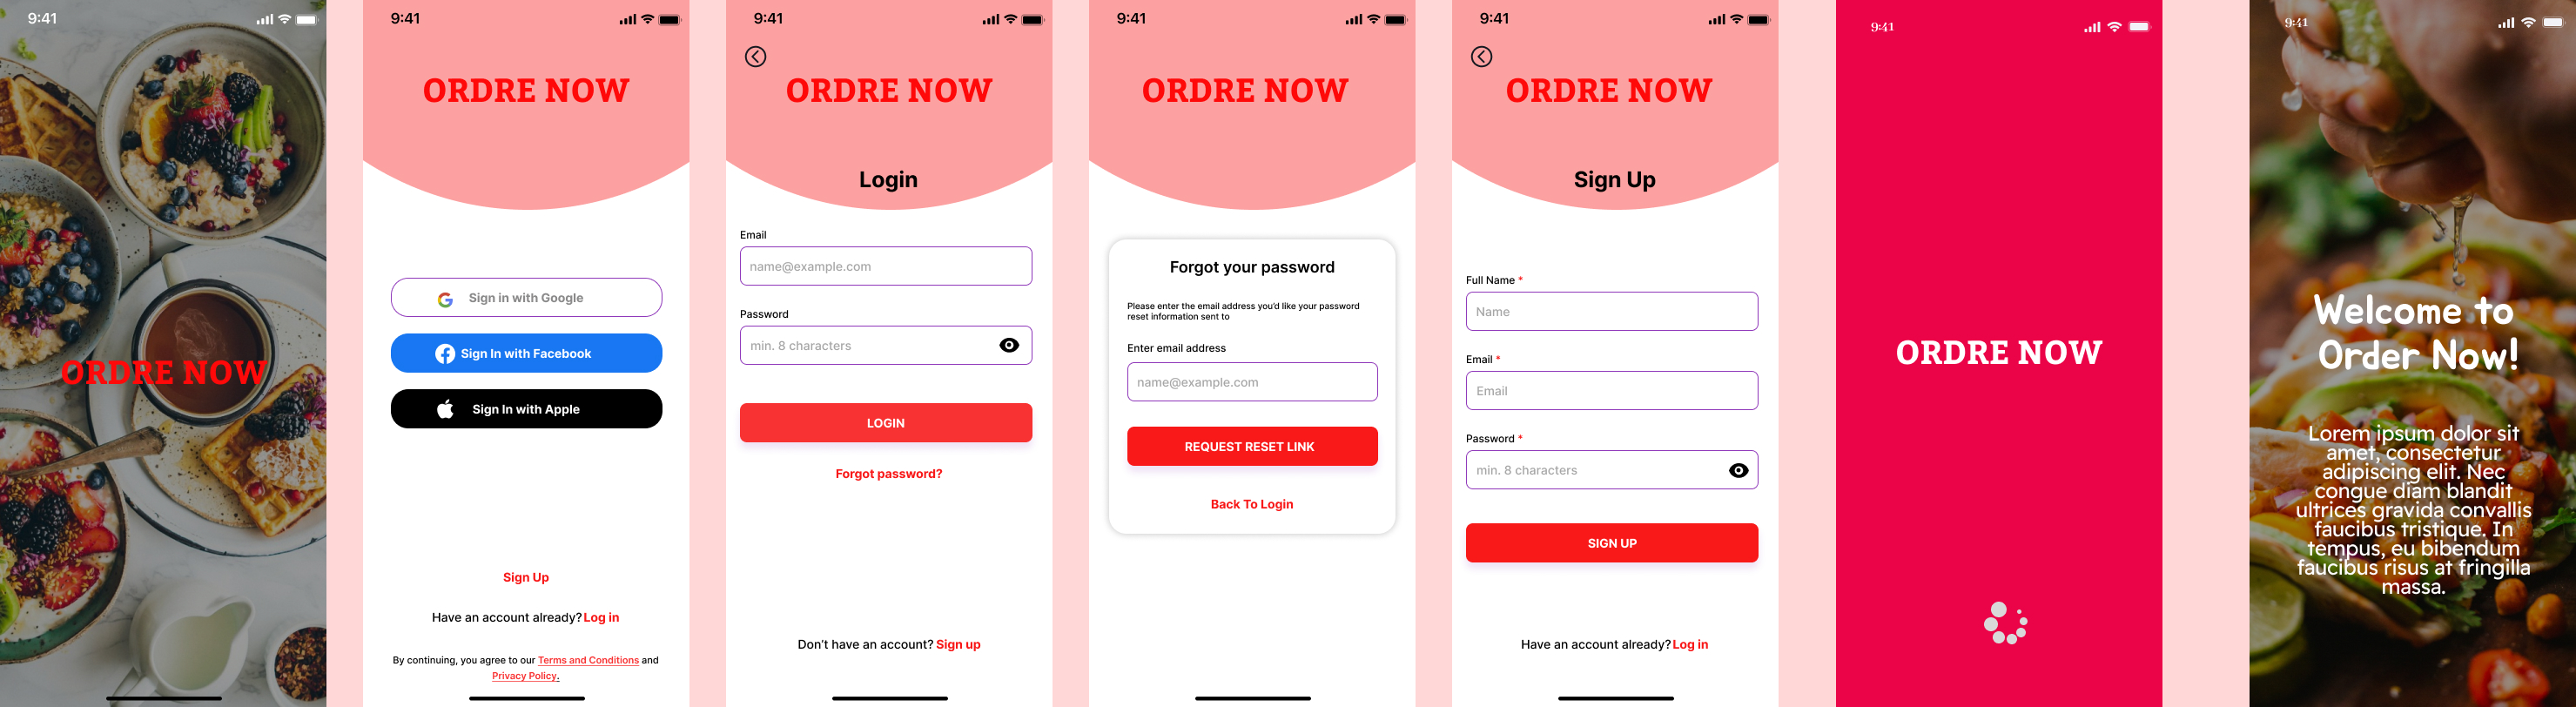 9:41
ORDRE NOW
9:41
ORDRE NOW
Sign in with Google
Sign In with Facebook
Sign In with Apple
Sign Up
Have an account already? Log in
By continuing, you agree to our Terms and Conditions and
Privacy Policy.
9:41
ORDRE NOW
Login
Email
name@example.com
Password
min. 8 characters
LOGIN
Forgot password?
Don't have an account? Sign up
9:41
ORDRE NOW
Forgot your password
Please enter the email address you'd like your password
reset information sent to
Enter email address
name@example.com
REQUEST RESET LINK
Back To Login
9:41
ORDRE NOW
Sign Up
Full Name *
Name
Email *
Email
Password *
min. 8 characters
SIGN UP
Have an account already? Log in
9:41
ORDRE NOW
9:41
Welcome to
Order Now!
Lorem ipsum dolor sit
amet, consectetur
adipiscing elit. Nec
congue diam blandit
ultrices gravida convallis
faucibus tristique. In
tempus, eu bibendum
faucibus risus at fringilla
massa.